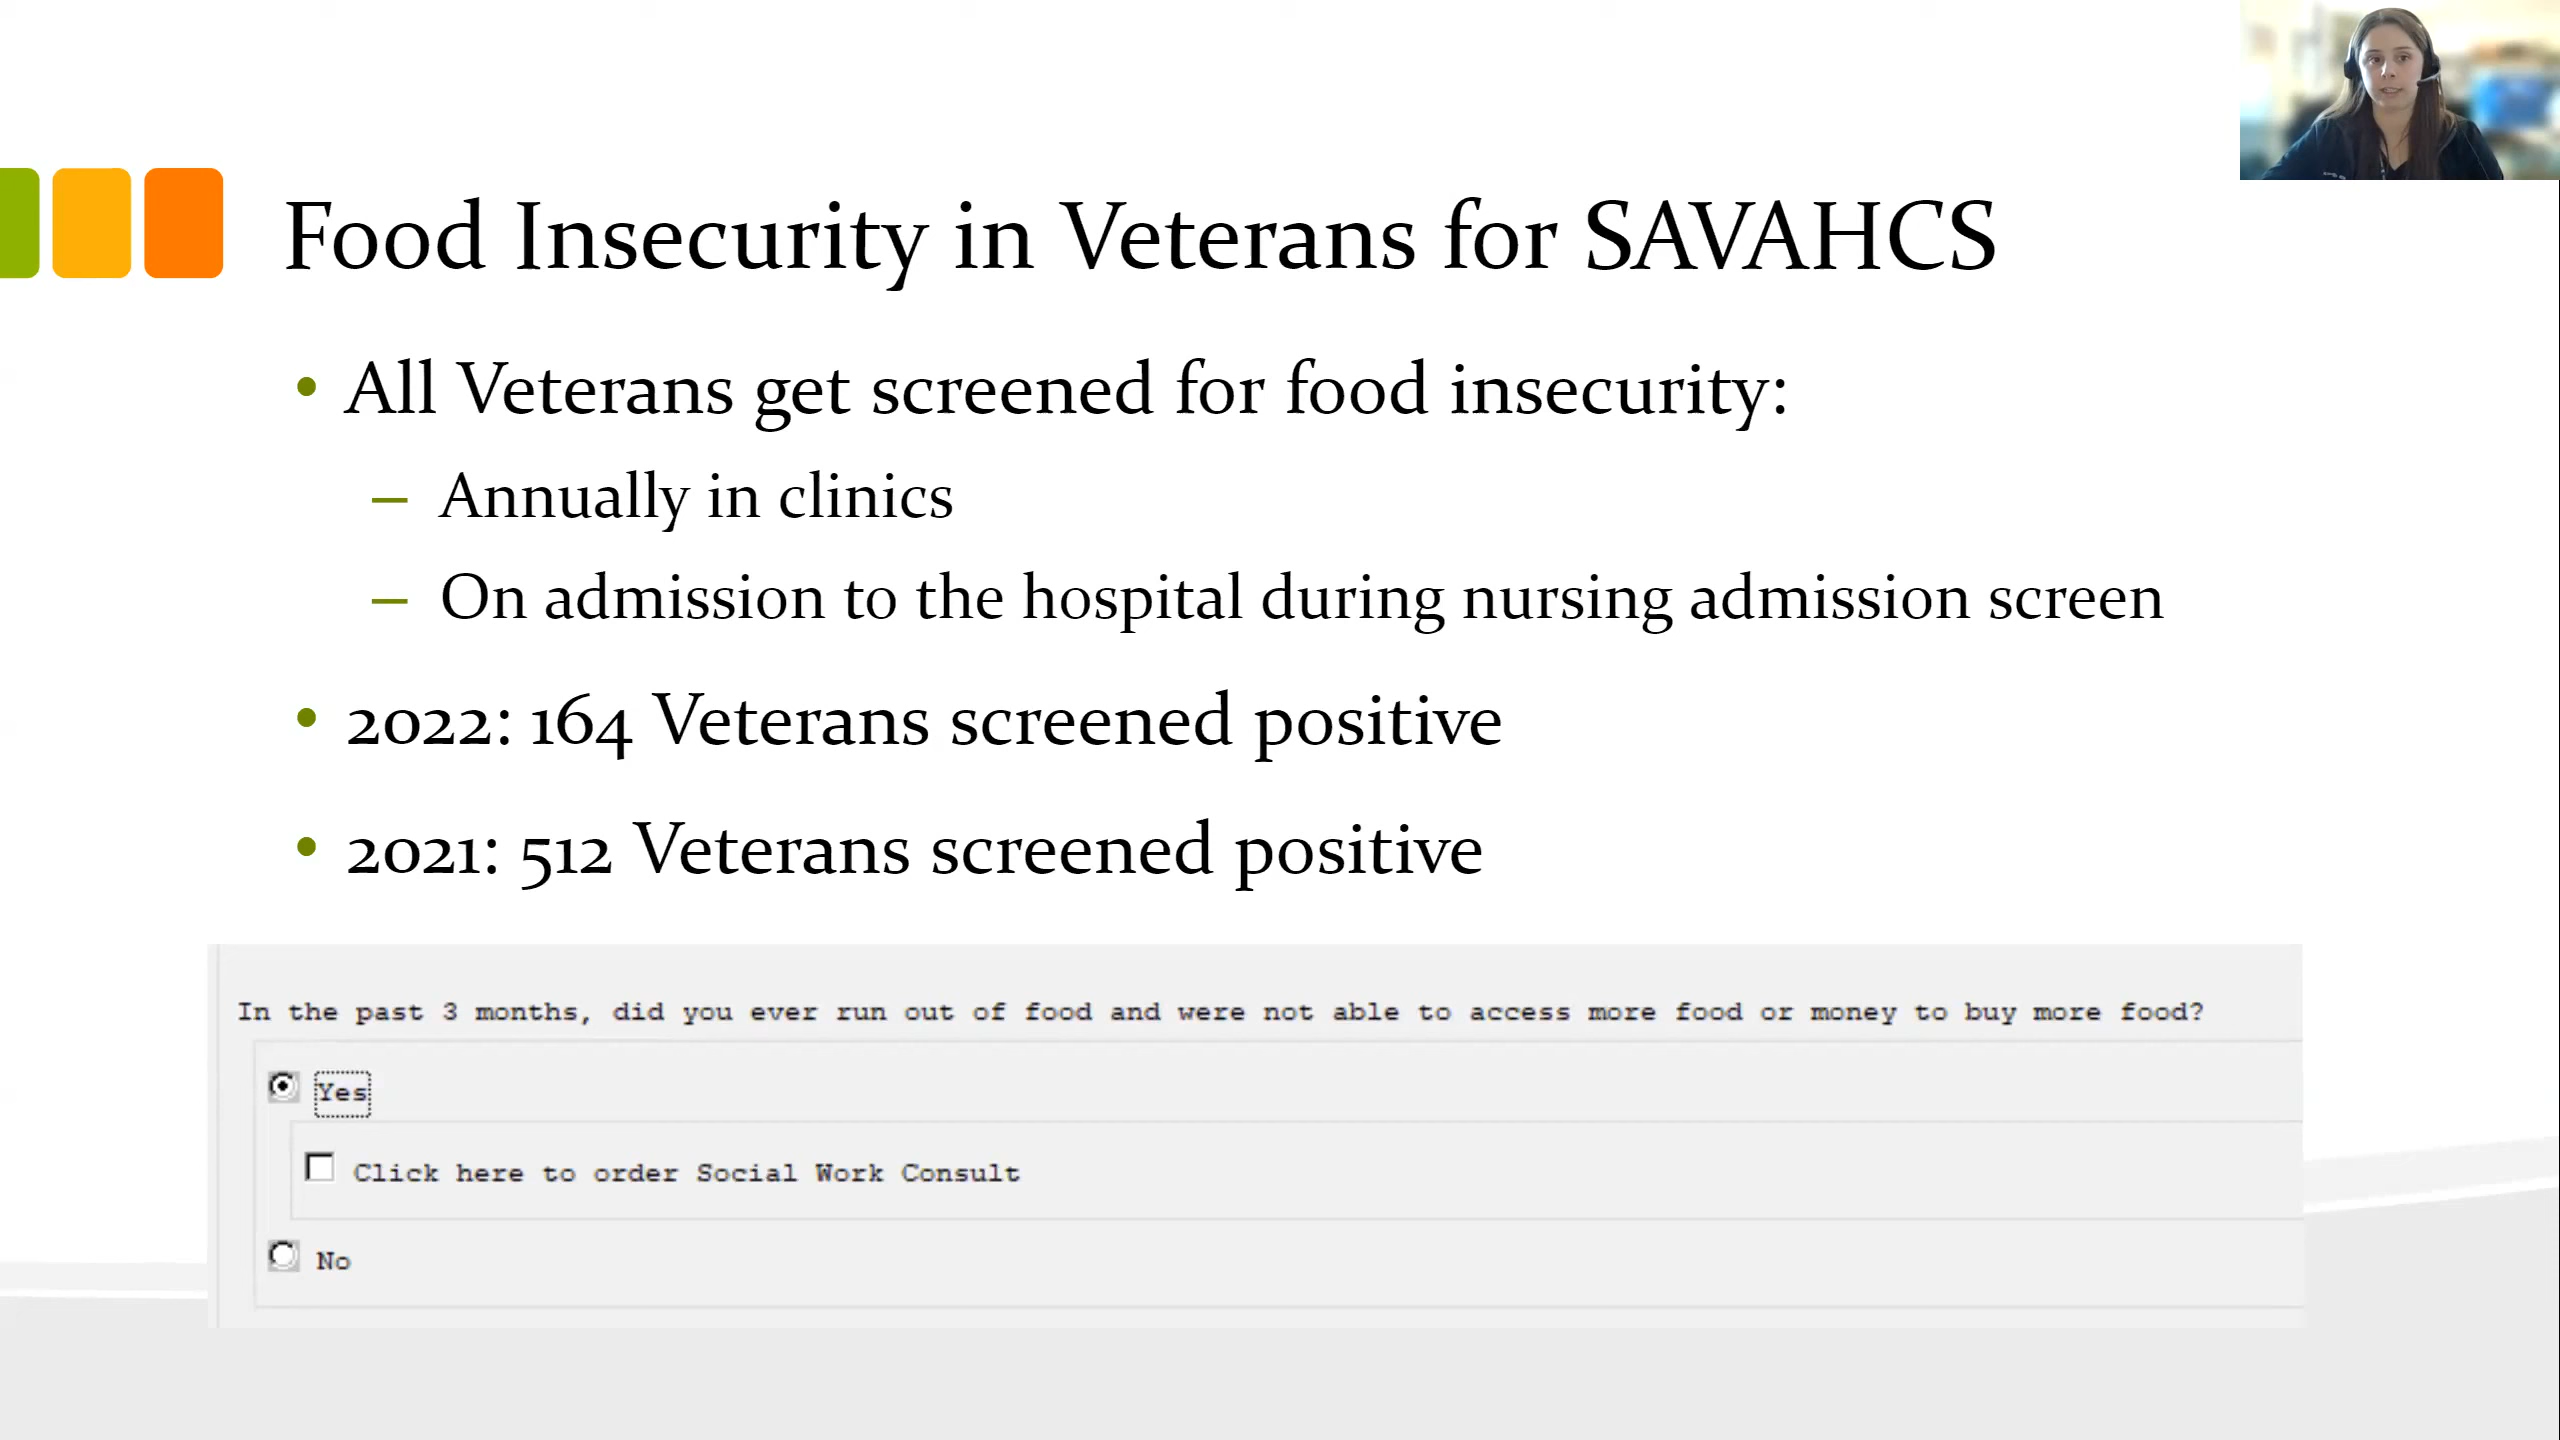 Food Insecurity in Veterans for SAVAHCS
• All Veterans get screened for food insecurity:
– Annually in clinics
– On admission to the hospital during nursing admission screen
• 2022: 164 Veterans screened positive
• 2021: 512 Veterans screened positive
In the past 3 months, did you ever run out of food and were not able to access more food or money to buy more food?
Yes
Click here to order Social Work Consult
No